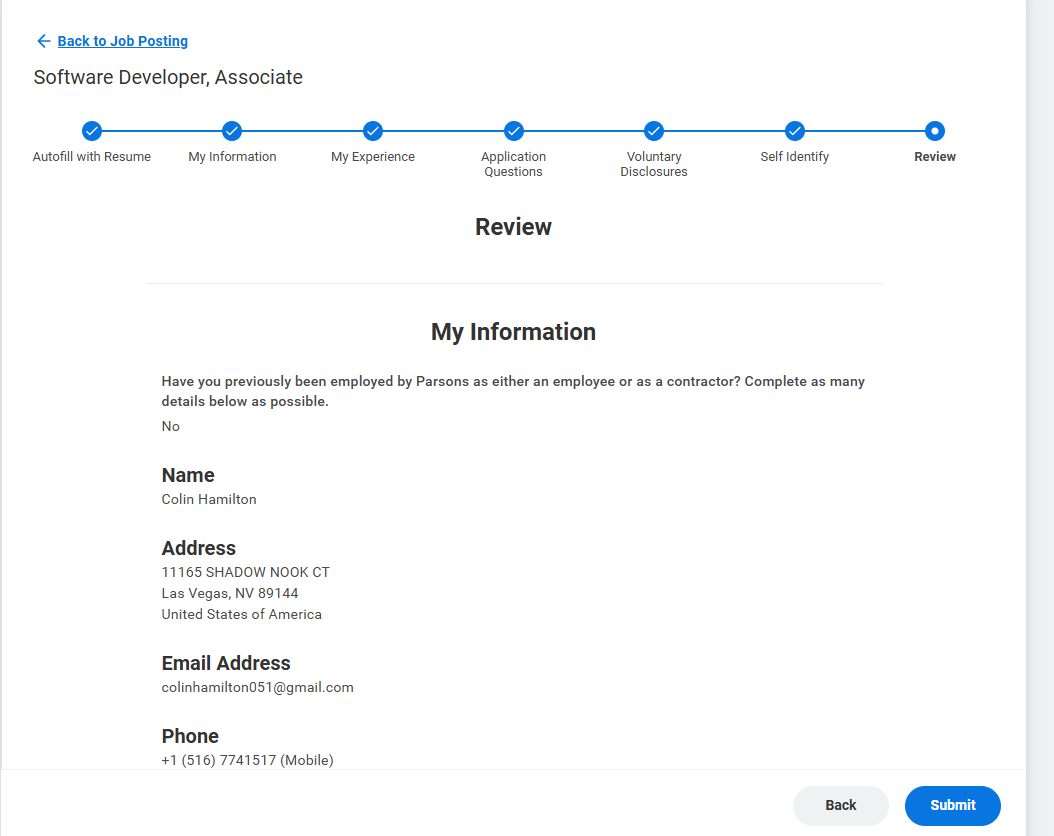 Back to Job Posting
Software Developer, Associate
Autofill with Resume
My Information
My Experience
Application
Questions
Voluntary
Disclosures
Self Identify
Review
Review
My Information
Have you previously been employed by Parsons as either an employee or as a contractor? Complete as many
details below as possible.
No
Name
Colin Hamilton
Address
11165 SHADOW NOOK CT
Las Vegas, NV 89144
United States of America
Email Address
colinhamilton051@gmail.com
Phone
+1 (516) 7741517 (Mobile)
Back
Submit